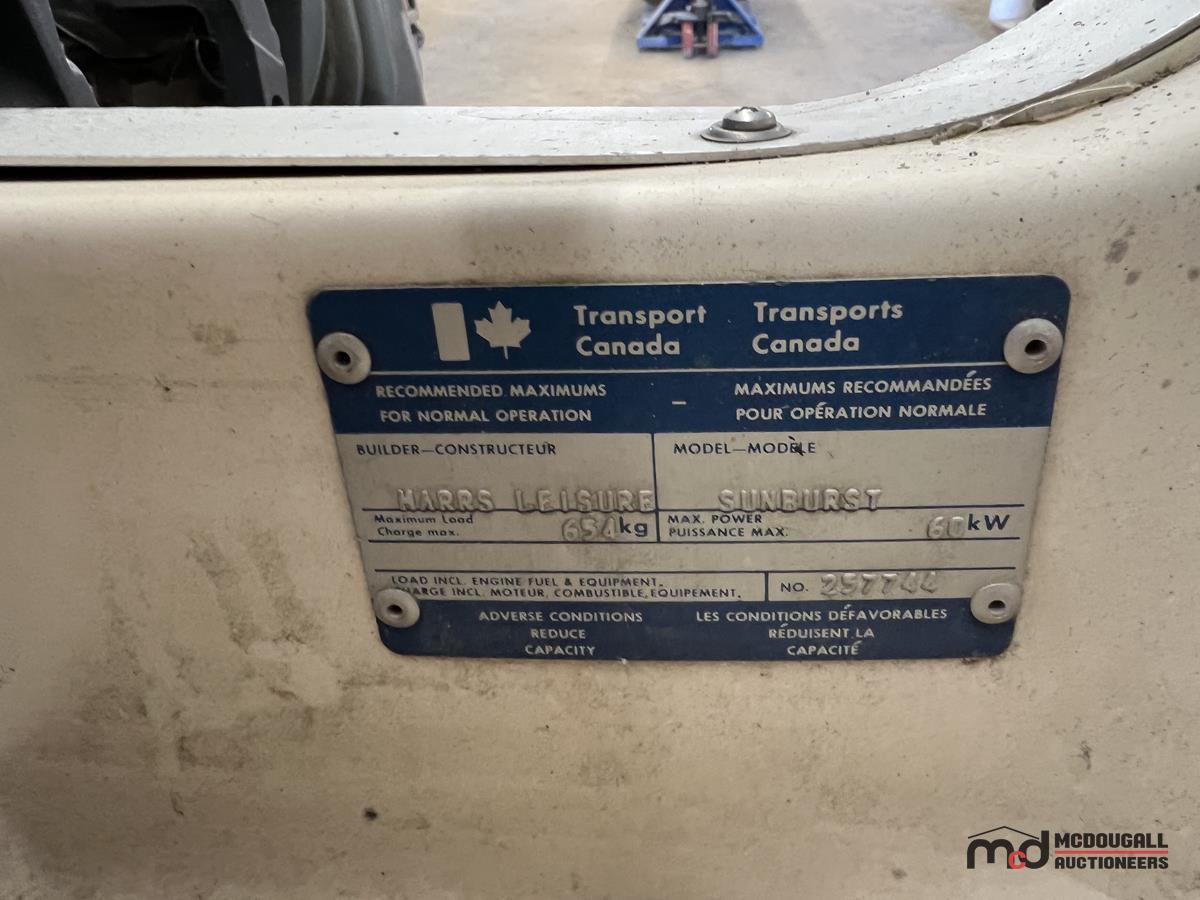 Transport Canada
Transports Canada
RECOMMENDED MAXIMUMS
FOR NORMAL OPERATION
–
MAXIMUMS RECOMMANDÉES
POUR OPÉRATION NORMALE
BUILDER—CONSTRUCTEUR
HARRS LEISURE
MODEL—MODÈLE
SUNBURST
Maximum Load
Charge max.
654kg
MAX. POWER
PUISSANCE MAX.
60kW
LOAD INCL. ENGINE FUEL & EQUIPMENT.
CHARGE INCL. MOTEUR, COMBUSTIBLE, EQUIPEMENT.
NO. 257744
ADVERSE CONDITIONS
REDUCE
CAPACITY
LES CONDITIONS DÉFAVORABLES
RÉDUISENT LA
CAPACITÉ
mcd MCDOUGALL
AUCTIONEERS